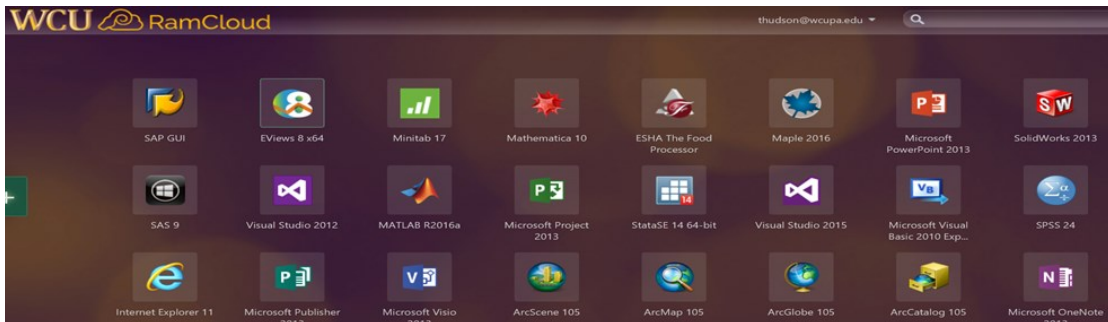 WCU RamCloud
thudson@wcupa.edu
SAP GUI
EViews 8 x64
Minitab 17
Mathematica 10
ESHA The Food
Processor
Maple 2016
Microsoft
PowerPoint 2013
SolidWorks 2013
SAS 9
Visual Studio 2012
MATLAB R2016a
Microsoft Project
2013
StataSE 14 64-bit
Visual Studio 2015
Microsoft Visual
Basic 2010 Exp...
SPSS 24
Internet Explorer 11
Microsoft Publisher
2013
Microsoft Visio
2013
ArcScene 105
ArcMap 105
ArcGlobe 105
ArcCatalog 105
Microsoft OneNote
2013